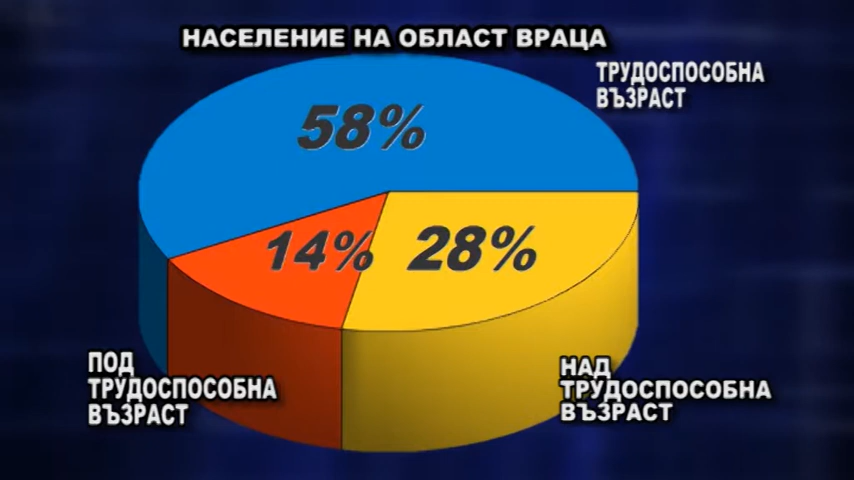 НАСЕЛЕНИЕ НА ОБЛАСТ ВРАЦА
ТРУДОСПОСОБНА
ВЪЗРАСТ
58%
14%
28%
ПОД
ТРУДОСПОСОБНА
ВЪЗРАСТ
НАД
ТРУДОСПОСОБНА
ВЪЗРАСТ